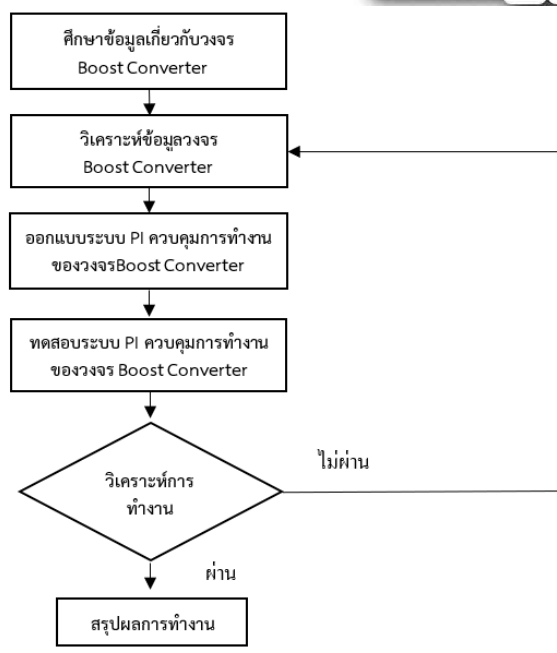 ศึกษาข้อมูลเกี่ยวกับวงจร
Boost Converter
วิเคราะห์ข้อมูลวงจร
Boost Converter
ออกแบบระบบ PI ควบคุมการทำงาน
ของวงจรBoost Converter
ทดสอบระบบ PI ควบคุมการทำงาน
ของวงจร Boost Converter
ไม่ผ่าน
วิเคราะห์การ
ทำงาน
ผ่าน
สรุปผลการทำงาน